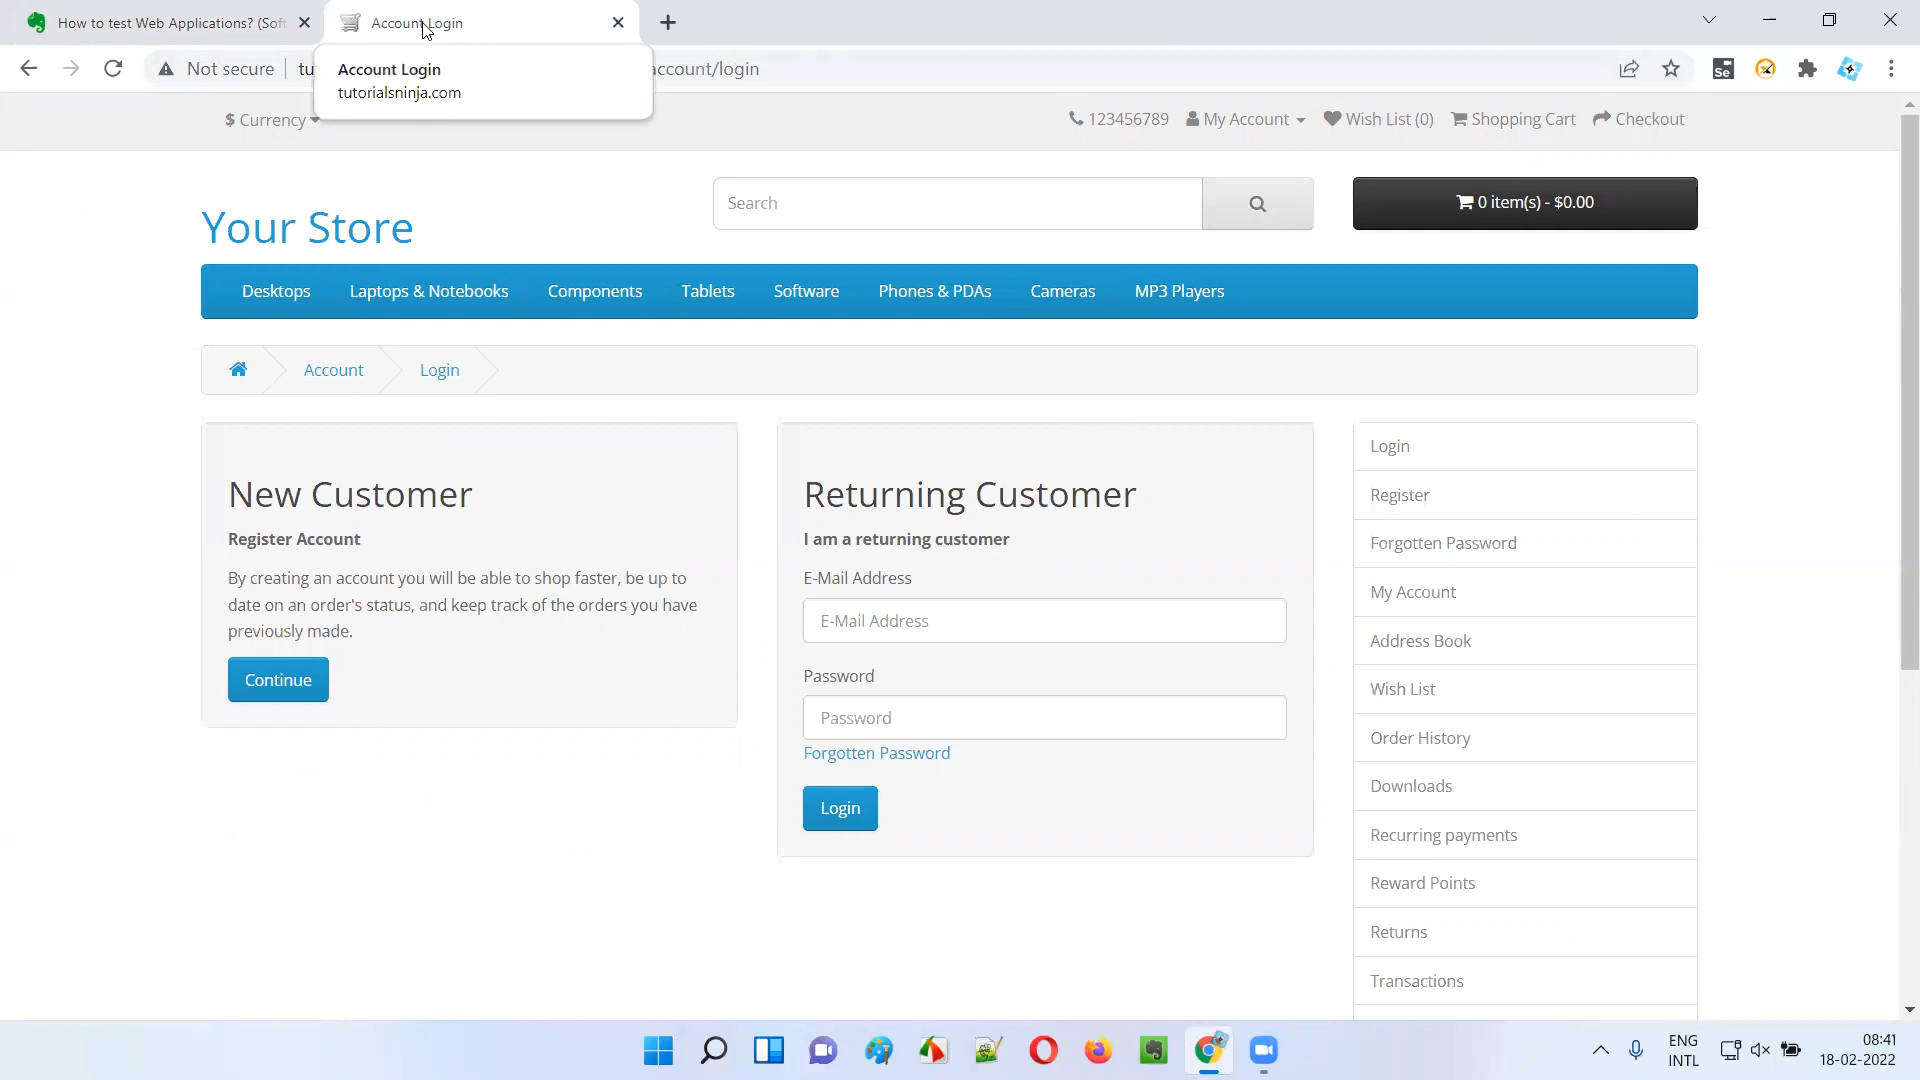 How to test Web Applications? (Sof
Account Login
Not secure
tu
account/login
Account Login
tutorialsninja.com
$ Currency
123456789
My Account
Wish List (0)
Shopping Cart
Checkout
Your Store
Search
0 item(s) - $0.00
Desktops
Laptops & Notebooks
Components
Tablets
Software
Phones & PDAs
Cameras
MP3 Players
Account
Login
New Customer
Register Account
By creating an account you will be able to shop faster, be up to
date on an order's status, and keep track of the orders you have
previously made.
Continue
Returning Customer
I am a returning customer
E-Mail Address
E-Mail Address
Password
Password
Forgotten Password
Login
Login
Register
Forgotten Password
My Account
Address Book
Wish List
Order History
Downloads
Recurring payments
Reward Points
Returns
Transactions
Se
ENG
INTL
08:41
18-02-2022